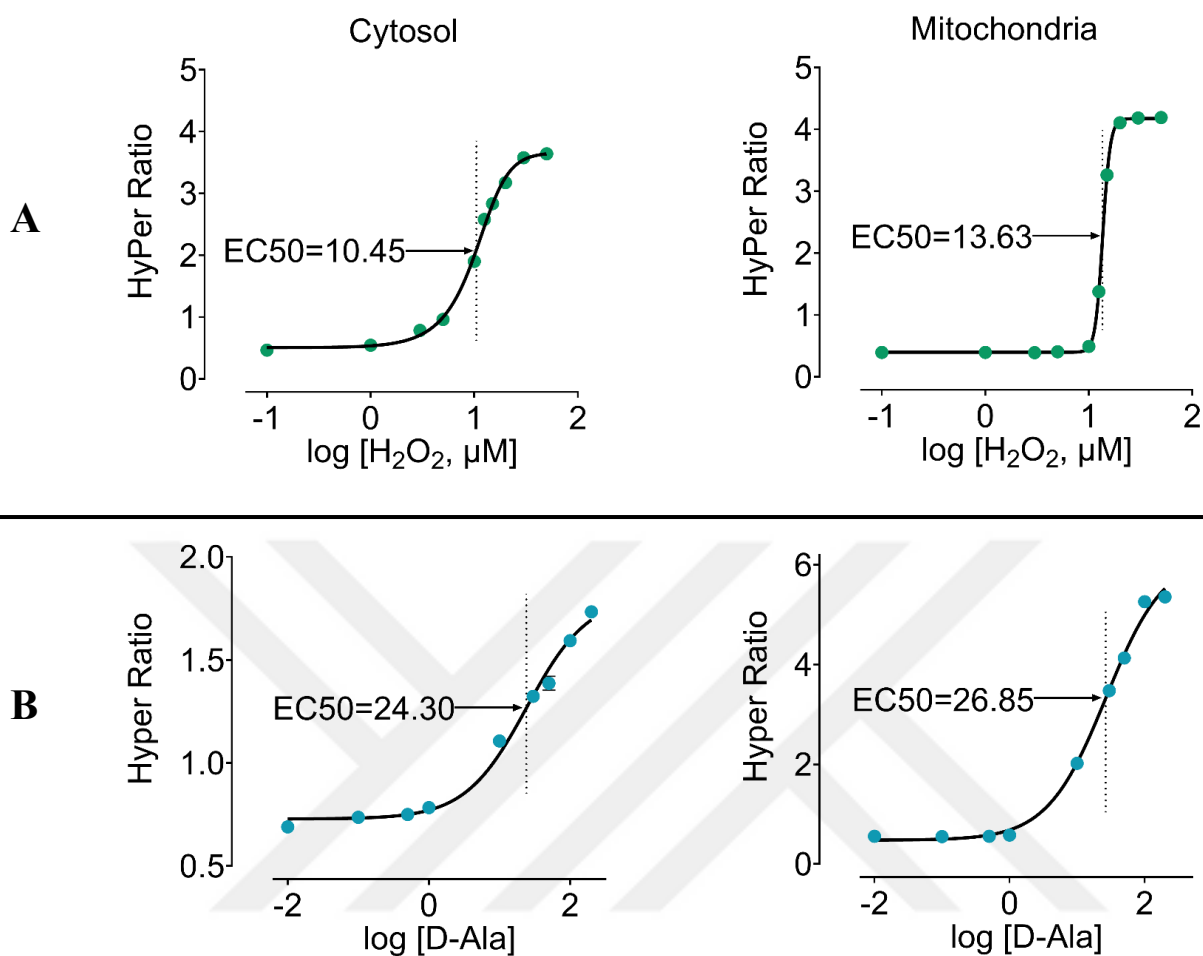 Cytosol
Mitochondria
A
HyPer Ratio
5
4
3
2
1
0
EC50=10.45
-1 0 1 2
log [H₂O₂, µM]
HyPer Ratio
5
4
3
2
1
0
EC50=13.63
-1 0 1 2
log [H₂O₂, µM]
B
Hyper Ratio
2.0
1.5
1.0
0.5
EC50=24.30
-2 0 2
log [D-Ala]
Hyper Ratio
6
4
2
0
EC50=26.85
-2 0 2
log [D-Ala]